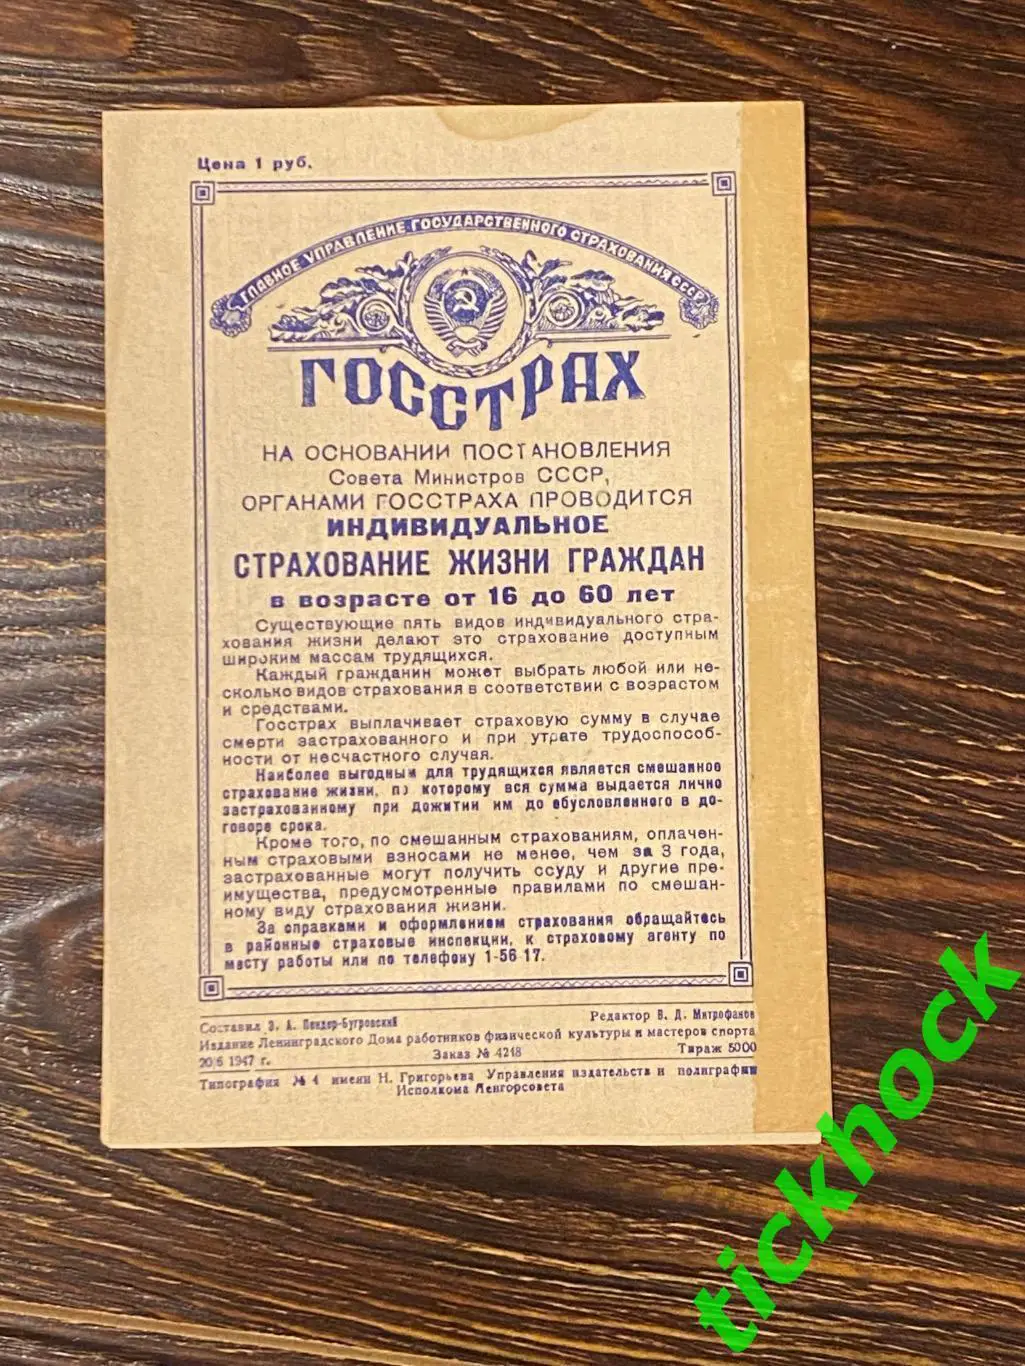 Цена 1 руб.
ГЛАВНОЕ УПРАВЛЕНИЕ ГОСУДАРСТВЕННОГО СТРАХОВАНИЯ СССР
ГОССТРАХ
НА ОСНОВАНИИ ПОСТАНОВЛЕНИЯ
Совета Министров СССР,
ОРГАНАМИ ГОССТРАХА ПРОВОДИТСЯ
ИНДИВИДУАЛЬНОЕ
СТРАХОВАНИЕ ЖИЗНИ ГРАЖДАН
в возрасте от 16 до 60 лет
Существующие пять видов индивидуального стра-
хования жизни делают это страхование доступным
широким массам трудящихся.
Каждый гражданин может выбрать любой или не-
сколько видов страхования в соответствии с возрастом
и средствами.
Госстрах выплачивает страховую сумму в случае
смерти застрахованного и при утрате трудоспособ-
ности от несчастного случая.
Наиболее выгодным для трудящихся является смешанное
страхование жизни, по которому вся сумма выдается лично
застрахованному при дожитии им до обусловленного в до-
говоре срока.
Кроме того, по смешанным страхованиям, оплачен-
ным страховыми взносами не менее, чем за 3 года,
застрахованные могут получить ссуду и другие пре-
имущества, предусмотренные правилами по смешан-
ному виду страхования жизни.
За справками и оформлением страхования обращайтесь
в районные страховые инспекции, к страховому агенту по
месту работы или по телефону 1-56-17.
Составил Э. А. Пендер-Бугровский Редактор В. Д. Митрофанов
Издание Ленинградского Дома работников физической культуры и мастеров спорта
20/6 1947 г. Заказ № 4218 Тираж 5000
Типография № 4 имени Н. Григорьева Управления издательств и полиграфии
Исполкома Ленгорсовета
tickhock